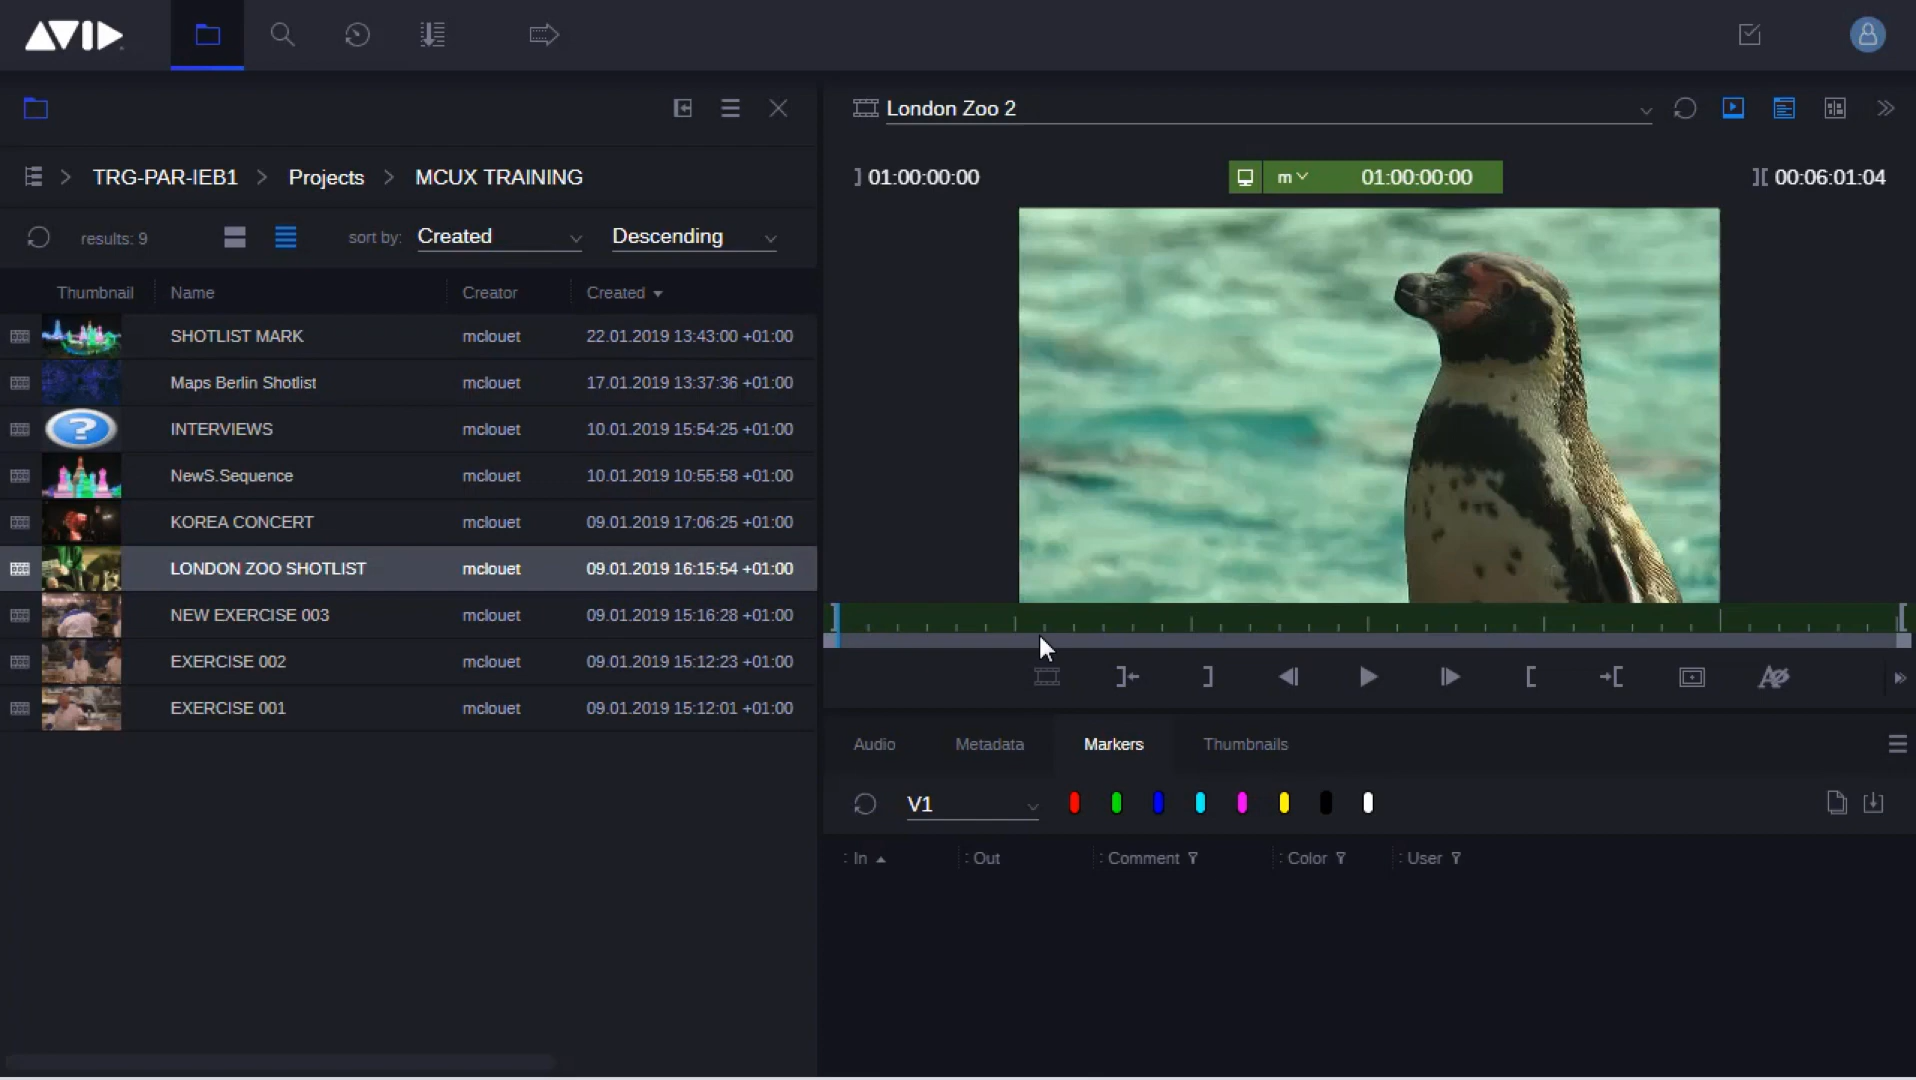 AVID
London Zoo 2
TRG-PAR-IEB1 > Projects > MCUX TRAINING
01:00:00:00
m
01:00:00:00
00:06:01:04
results: 9
sort by: Created Descending
Thumbnail Name Creator Created
SHOTLIST MARK mclouet 22.01.2019 13:43:00 +01:00
Maps Berlin Shotlist mclouet 17.01.2019 13:37:36 +01:00
INTERVIEWS mclouet 10.01.2019 15:54:25 +01:00
NewS.Sequence mclouet 10.01.2019 10:55:58 +01:00
KOREA CONCERT mclouet 09.01.2019 17:06:25 +01:00
LONDON ZOO SHOTLIST mclouet 09.01.2019 16:15:54 +01:00
NEW EXERCISE 003 mclouet 09.01.2019 15:16:28 +01:00
EXERCISE 002 mclouet 09.01.2019 15:12:23 +01:00
EXERCISE 001 mclouet 09.01.2019 15:12:01 +01:00
Audio Metadata Markers Thumbnails
V1
In Out Comment Color User